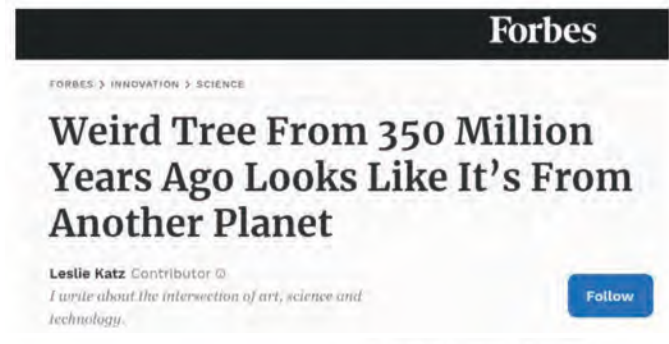 Forbes
FORBES > INNOVATION > SCIENCE
Weird Tree From 350 Million
Years Ago Looks Like It's From
Another Planet
Leslie Katz Contributor
I write about the intersection of art, science and
technology.
Follow